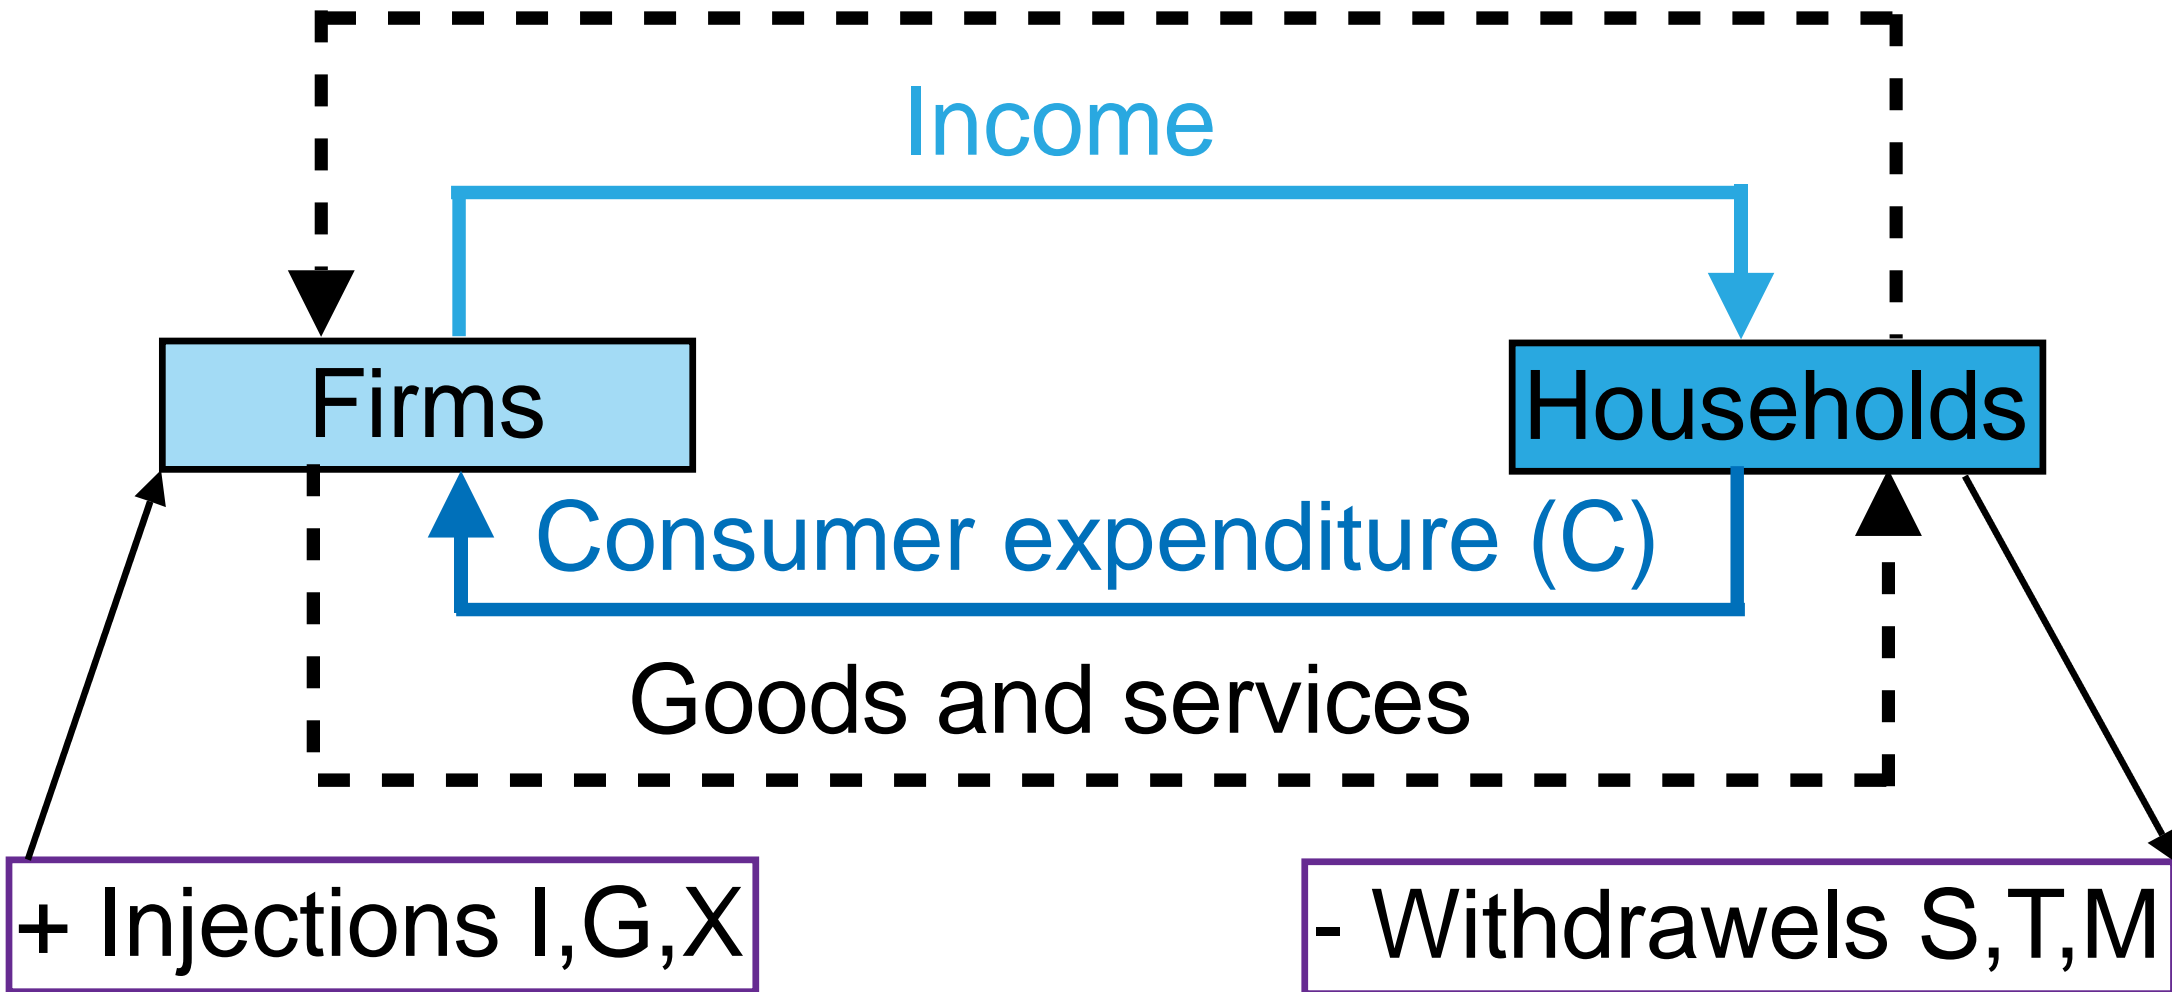 Income
Firms
Households
Consumer expenditure (C)
Goods and services
+ Injections I,G,X
- Withdrawels S,T,M